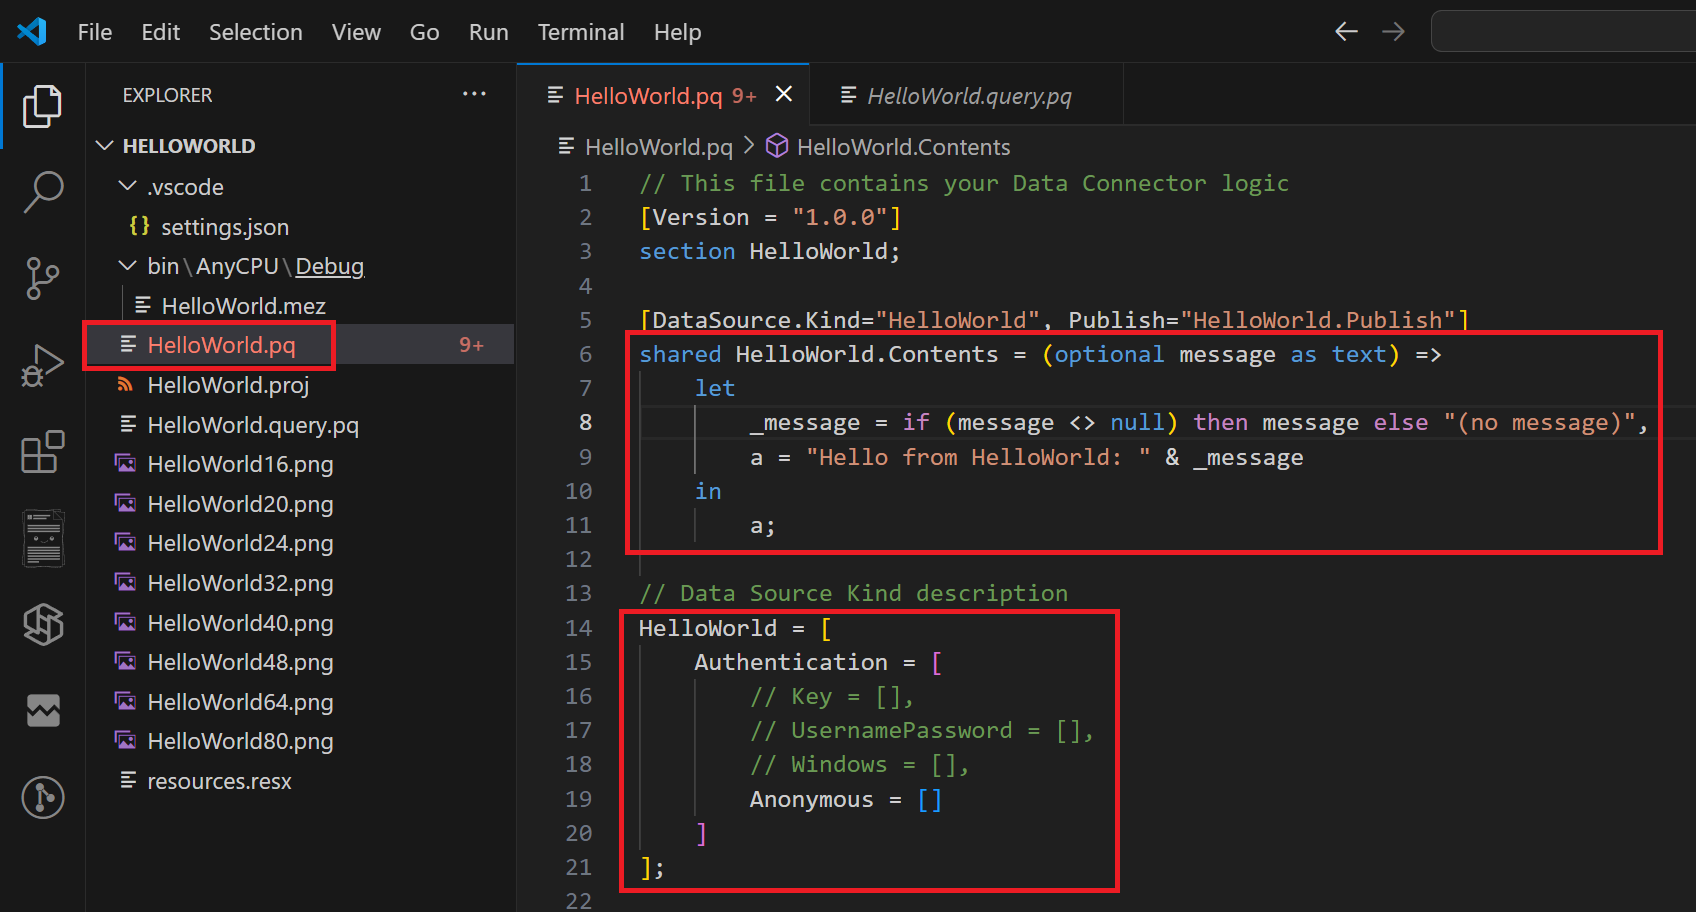 File Edit Selection View Go Run Terminal Help
EXPLORER
HELLOWORLD
.vscode
{} settings.json
bin\AnyCPU\Debug
HelloWorld.mez
HelloWorld.pq 9+
HelloWorld.proj
HelloWorld.query.pq
HelloWorld16.png
HelloWorld20.png
HelloWorld24.png
HelloWorld32.png
HelloWorld40.png
HelloWorld48.png
HelloWorld64.png
HelloWorld80.png
resources.resx
HelloWorld.pq 9+ HelloWorld.query.pq
HelloWorld.pq > HelloWorld.Contents
1 // This file contains your Data Connector logic
2 [Version = "1.0.0"]
3 section HelloWorld;
4
5 [DataSource.Kind="HelloWorld", Publish="HelloWorld.Publish"]
6 shared HelloWorld.Contents = (optional message as text) =>
7 let
8 _message = if (message <> null) then message else "(no message)",
9 a = "Hello from HelloWorld: " & _message
10 in
11 a;
12
13 // Data Source Kind description
14 HelloWorld = [
15 Authentication = [
16 // Key = [],
17 // UsernamePassword = [],
18 // Windows = [],
19 Anonymous = []
20 ]
21 ];
22